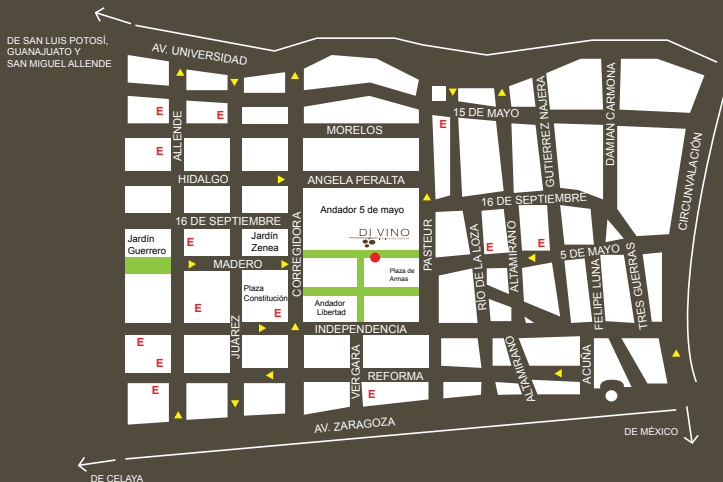 DE SAN LUIS POTOSÍ,
GUANAJUATO Y
SAN MIGUEL ALLENDE
AV. UNIVERSIDAD
E
E
E
ALLENDE
MORELOS
15 DE MAYO
E
GUTIERREZ NAJERA
DAMIAN CARMONA
CIRCUNVALACIÓN
HIDALGO
ANGELA PERALTA
16 DE SEPTIEMBRE
16 DE SEPTIEMBRE
Andador 5 de mayo
DI VINO
Jardín
Guerrero
E
Jardín
Zenea
CORREGIDORA
PASTEUR
RIO DE LA LOZA
E
ALTAMIRANO
E
5 DE MAYO
MADERO
Plaza de
Armas
Plaza
Constitución
E
E
Andador
Libertad
FELIPE LUNA
TRES GUERRAS
JUÁREZ
INDEPENDENCIA
E
E
E
VERGARA
REFORMA
E
ALTAMIRANO
ACUÑA
AV. ZARAGOZA
DE MÉXICO
DE CELAYA